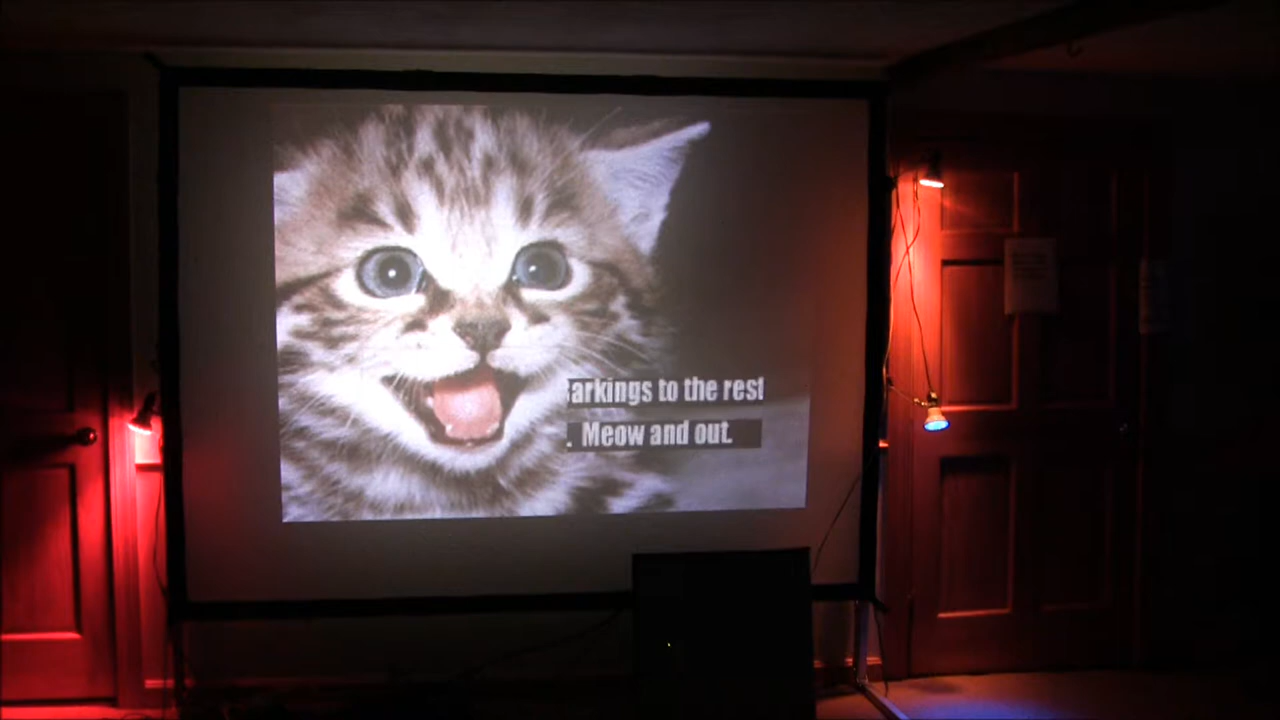 arkings to the rest
. Meow and out.